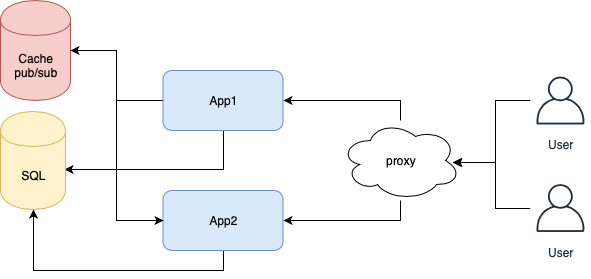 Cache
pub/sub
App1
proxy
User
SQL
App2
User